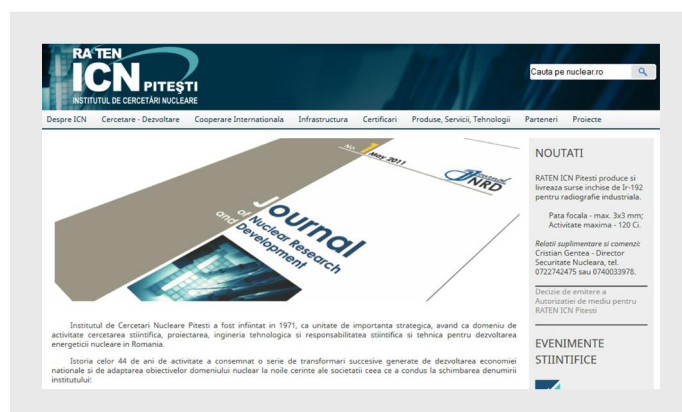 RA TEN
ICN PITEŞTI
INSTITUTUL DE CERCETĂRI NUCLEARE
Cauta pe nuclear.ro
Despre ICN Cercetare - Dezvoltare Cooperare Internationala Infrastructura Certificari Produse, Servicii, Tehnologii Parteneri Proiecte
No. 1 May 2011
Journal
JNRD
Journal
of Nuclear Research
and Development
NOUTATI
RATEN ICN Pitesti produce si
livreaza surse inchise de Ir-192
pentru radiografie industriala.
Pata focala - max. 3x3 mm;
Activitate maxima - 120 Ci.
Relatii suplimentare si comenzi:
Cristian Gentea - Director
Securitate Nucleara, tel.
0722742475 sau 0740033978.
Decizie de emitere a
Autorizatiei de mediu pentru
RATEN ICN Pitesti
EVENIMENTE
STIINTIFICE
Institutul de Cercetari Nucleare Pitesti a fost infiintat in 1971, ca unitate de importanta strategica, avand ca domeniu de
activitate cercetarea stiintifica, proiectarea, ingineria tehnologica si responsabilitatea stiintifica si tehnica pentru dezvoltarea
energeticii nucleare in Romania.
Istoria celor 44 de ani de activitate a consemnat o serie de transformari succesive generate de dezvoltarea economiei
nationale si de adaptarea obiectivelor domeniului nuclear la noile cerinte ale societatii ceea ce a condus la schimbarea denumirii
institutului: